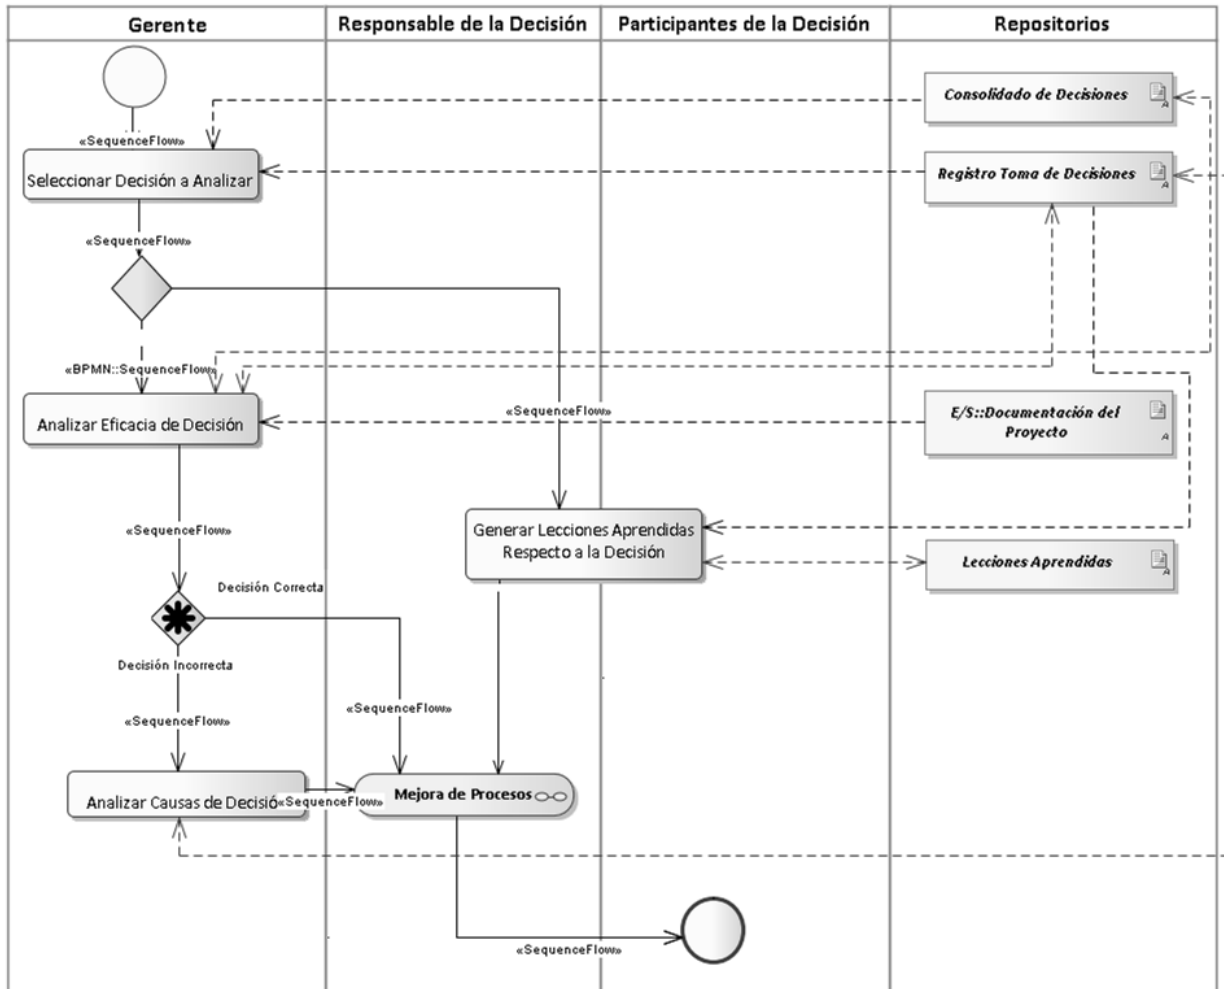 Gerente
Responsable de la Decisión
Participantes de la Decisión
Repositorios
Consolidado de Decisiones
A
«SequenceFlow»
Seleccionar Decisión a Analizar
Registro Toma de Decisiones
A
«SequenceFlow»
«BPMN::SequenceFlow»
Analizar Eficacia de Decisión
«SequenceFlow»
E/S::Documentación del
Proyecto
A
«SequenceFlow»
Generar Lecciones Aprendidas
Respecto a la Decisión
Lecciones Aprendidas
A
Decisión Correcta
Decisión Incorrecta
«SequenceFlow»
«SequenceFlow»
Analizar Causas de Decisió
«SequenceFlow»
Mejora de Procesos
«SequenceFlow»